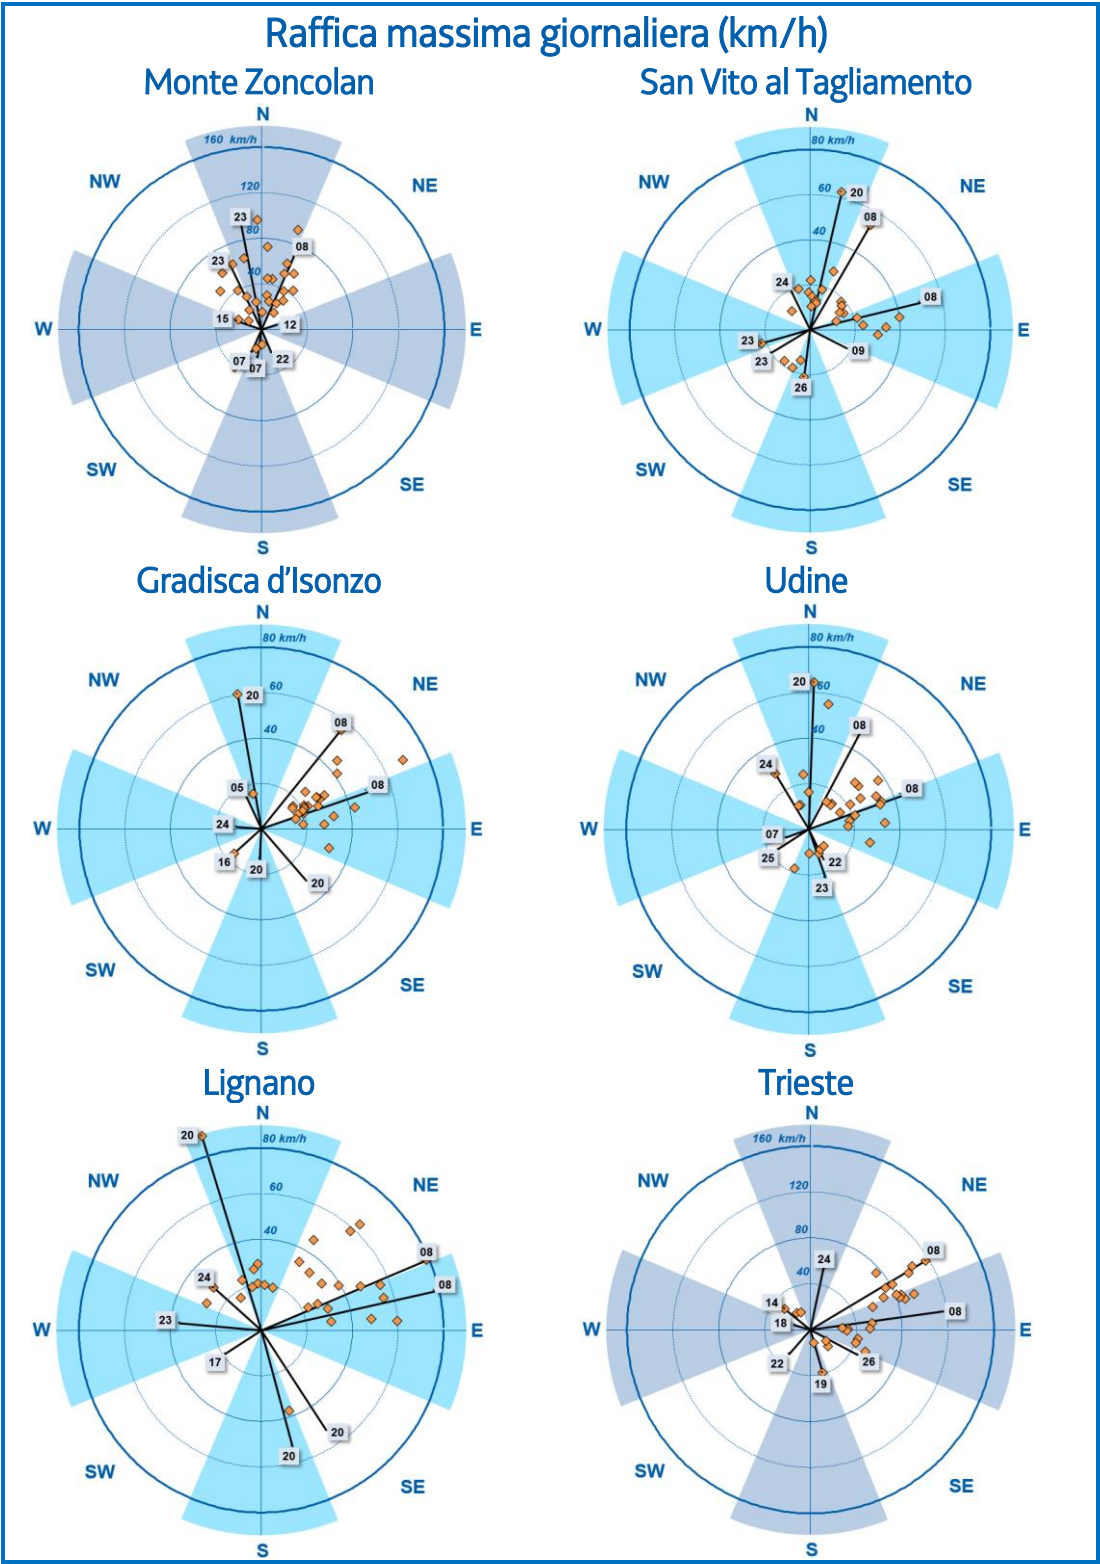 Raffica massima giornaliera (km/h)
Monte Zoncolan
N
160 km/h
NW
NE
120
23
80
08
23
40
15
12
W
E
07
07
22
SW
SE
S
San Vito al Tagliamento
N
80 km/h
NW
NE
60
20
08
40
24
08
W
E
23
09
23
26
SW
SE
S
Gradisca d'Isonzo
N
80 km/h
NW
NE
60
20
08
40
05
08
24
W
E
16
20
20
SW
SE
S
Udine
N
80 km/h
NW
NE
20
60
08
40
24
08
W
E
07
25
22
23
SW
SE
S
Lignano
N
20
80 km/h
NW
NE
60
40
08
24
08
23
W
E
17
20
20
SW
SE
S
Trieste
N
160 km/h
NW
NE
120
80
08
24
40
14
08
18
W
E
22
26
19
SW
SE
S